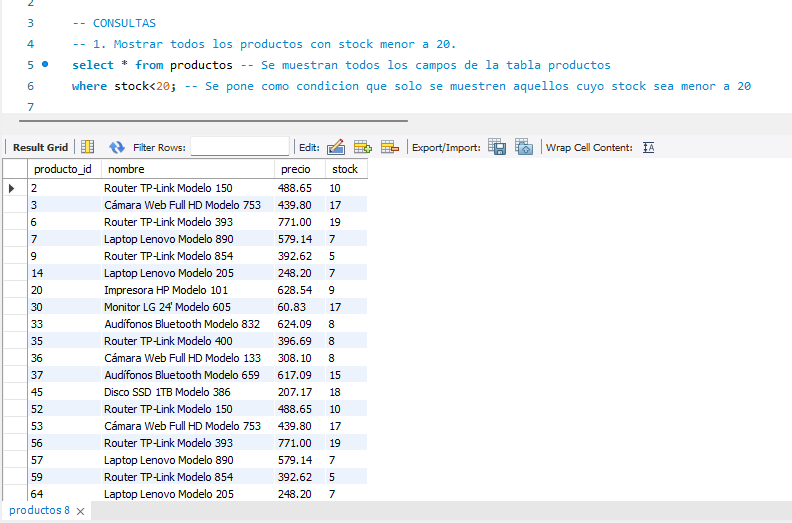 2
3 -- CONSULTAS
4 -- 1. Mostrar todos los productos con stock menor a 20.
5 select * from productos -- Se muestran todos los campos de la tabla productos
6 where stock<20; -- Se pone como condicion que solo se muestren aquellos cuyo stock sea menor a 20
7
Result Grid Filter Rows: Edit: Export/Import: Wrap Cell Content:
producto_id nombre precio stock
2 Router TP-Link Modelo 150 488.65 10
3 Cámara Web Full HD Modelo 753 439.80 17
6 Router TP-Link Modelo 393 771.00 19
7 Laptop Lenovo Modelo 890 579.14 7
9 Router TP-Link Modelo 854 392.62 5
14 Laptop Lenovo Modelo 205 248.20 7
20 Impresora HP Modelo 101 628.54 9
30 Monitor LG 24' Modelo 605 60.83 17
33 Audífonos Bluetooth Modelo 832 624.09 8
35 Router TP-Link Modelo 400 396.69 8
36 Cámara Web Full HD Modelo 133 308.10 8
37 Audífonos Bluetooth Modelo 659 617.09 15
45 Disco SSD 1TB Modelo 386 207.17 18
52 Router TP-Link Modelo 150 488.65 10
53 Cámara Web Full HD Modelo 753 439.80 17
56 Router TP-Link Modelo 393 771.00 19
57 Laptop Lenovo Modelo 890 579.14 7
59 Router TP-Link Modelo 854 392.62 5
64 Laptop Lenovo Modelo 205 248.20 7
productos 8